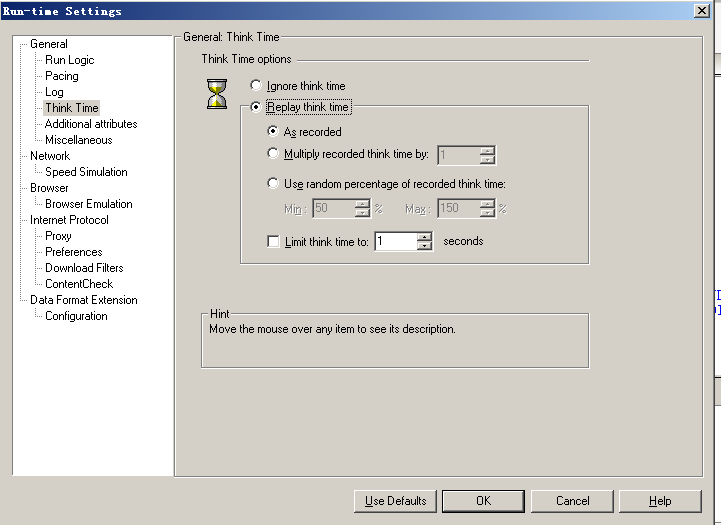 Run-time Settings
General
Run Logic
Pacing
Log
Think Time
Additional attributes
Miscellaneous
Network
Speed Simulation
Browser
Browser Emulation
Internet Protocol
Proxy
Preferences
Download Filters
ContentCheck
Data Format Extension
Configuration
General: Think Time
Think Time options
Ignore think time
Replay think time
As recorded
Multiply recorded think time by: 1
Use random percentage of recorded think time:
Min: 50 % Max: 150 %
Limit think time to: 1 seconds
Hint
Move the mouse over any item to see its description.
Use Defaults OK Cancel Help